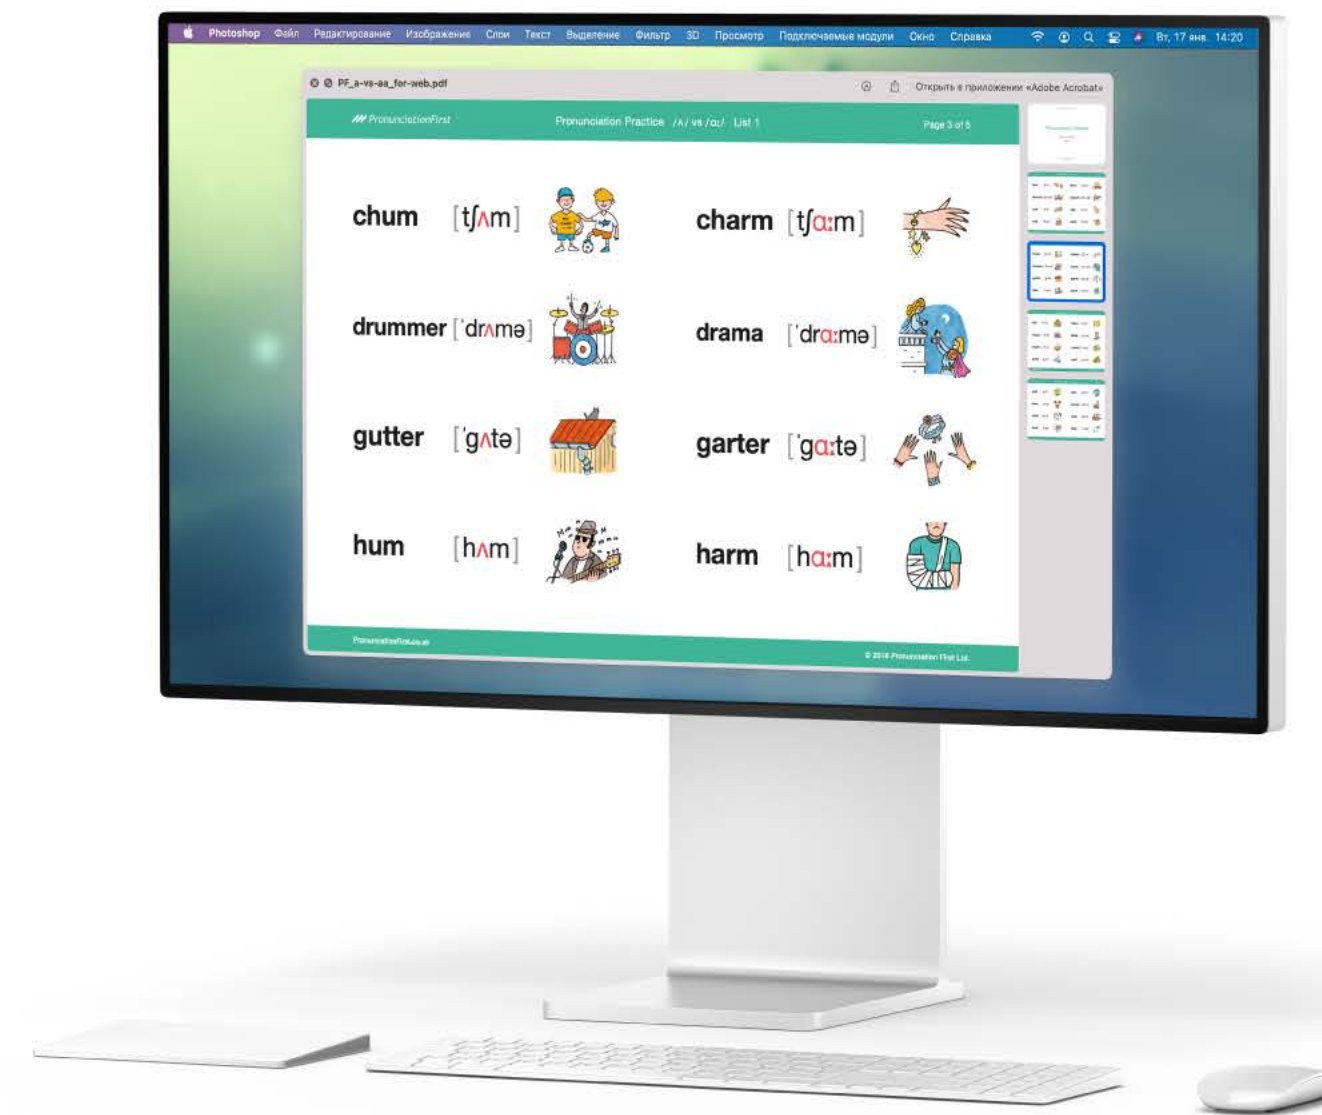 Photoshop Файл Редактирование Изображение Слои Текст Выделение Фильтр 3D Просмотр Подключаемые модули Окно Справка Вт, 17 янв. 14:20
PF_a-vs-aa_for-web.pdf Открыть в приложении «Adobe Acrobat»
PronunciationFirst Pronunciation Practice /ʌ/ vs /ɑː/ List 1 Page 3 of 5
chum [tʃʌm] charm [tʃɑːm]
drummer [ˈdrʌmə] drama [ˈdrɑːmə]
gutter [ˈgʌtə] garter [ˈgɑːtə]
hum [hʌm] harm [hɑːm]
PronunciationFirst.co.uk © 2018 Pronunciation First Ltd.